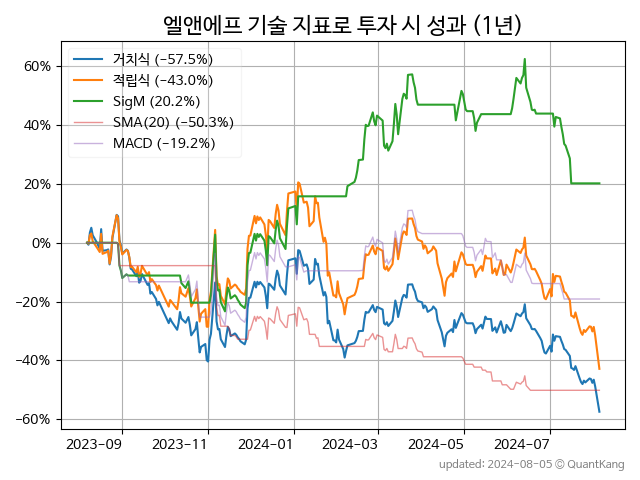 엘앤에프 기술 지표로 투자 시 성과 (1년)
거치식 (−57.5%)
적립식 (−43.0%)
SigM (20.2%)
SMA(20) (−50.3%)
MACD (−19.2%)
60%
40%
20%
0%
−20%
−40%
−60%
2023-09 2023-11 2024-01 2024-03 2024-05 2024-07
updated: 2024-08-05 © QuantKang